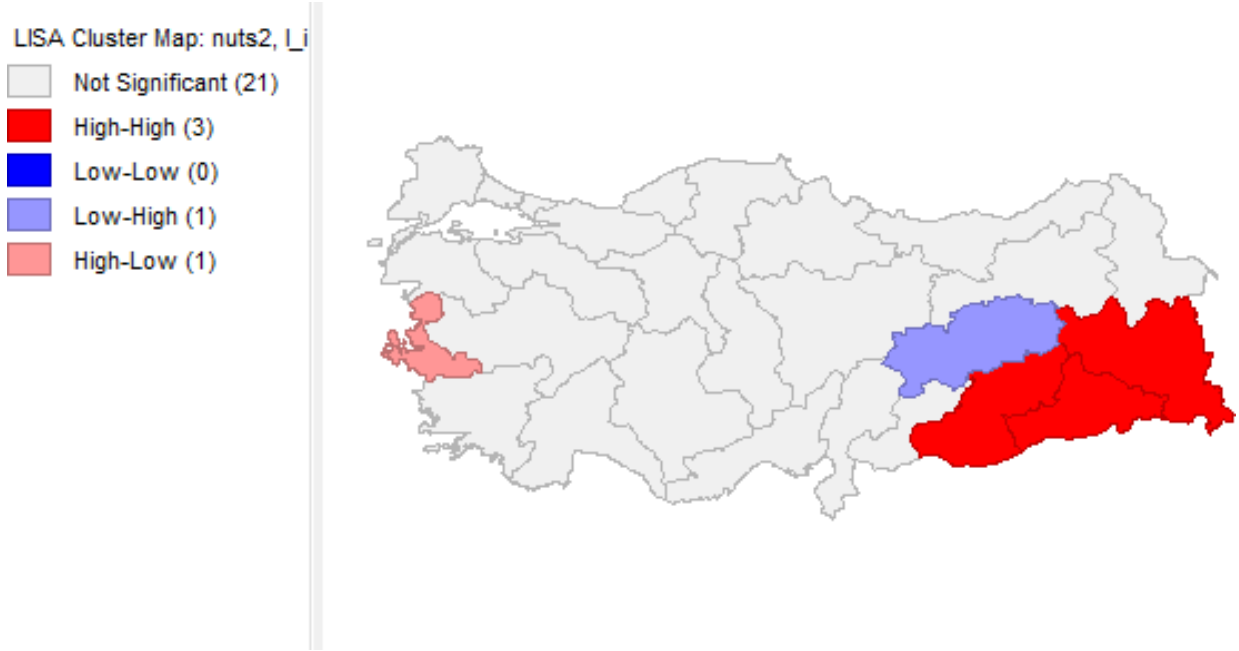 LISA Cluster Map: nuts2, l_i
Not Significant (21)
High-High (3)
Low-Low (0)
Low-High (1)
High-Low (1)